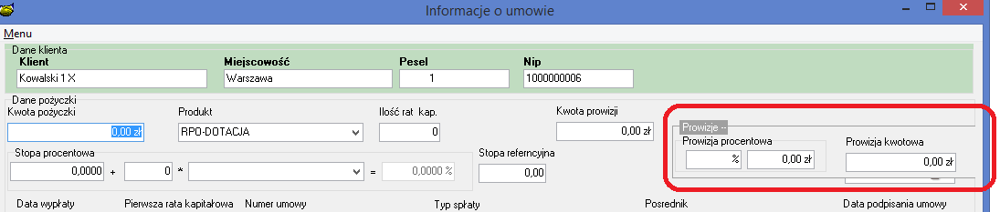 Informacje o umowie
Menu
Dane klienta
Klient Miejscowość Pesel Nip
Kowalski 1 X Warszawa 1 1000000006
Dane pożyczki
Kwota pożyczki Produkt Ilość rat kap. Kwota prowizji
0,00 zł RPO-DOTACJA 0 0,00 zł
Prowizje --
Prowizja procentowa Prowizja kwotowa
% 0,00 zł 0,00 zł
Stopa procentowa Stopa referncyjna
0,0000 + 0 * = 0,0000 % 0,00
Data wypłaty Pierwsza rata kapitałowa Numer umowy Typ spłaty Posrednik Data podpisania umowy